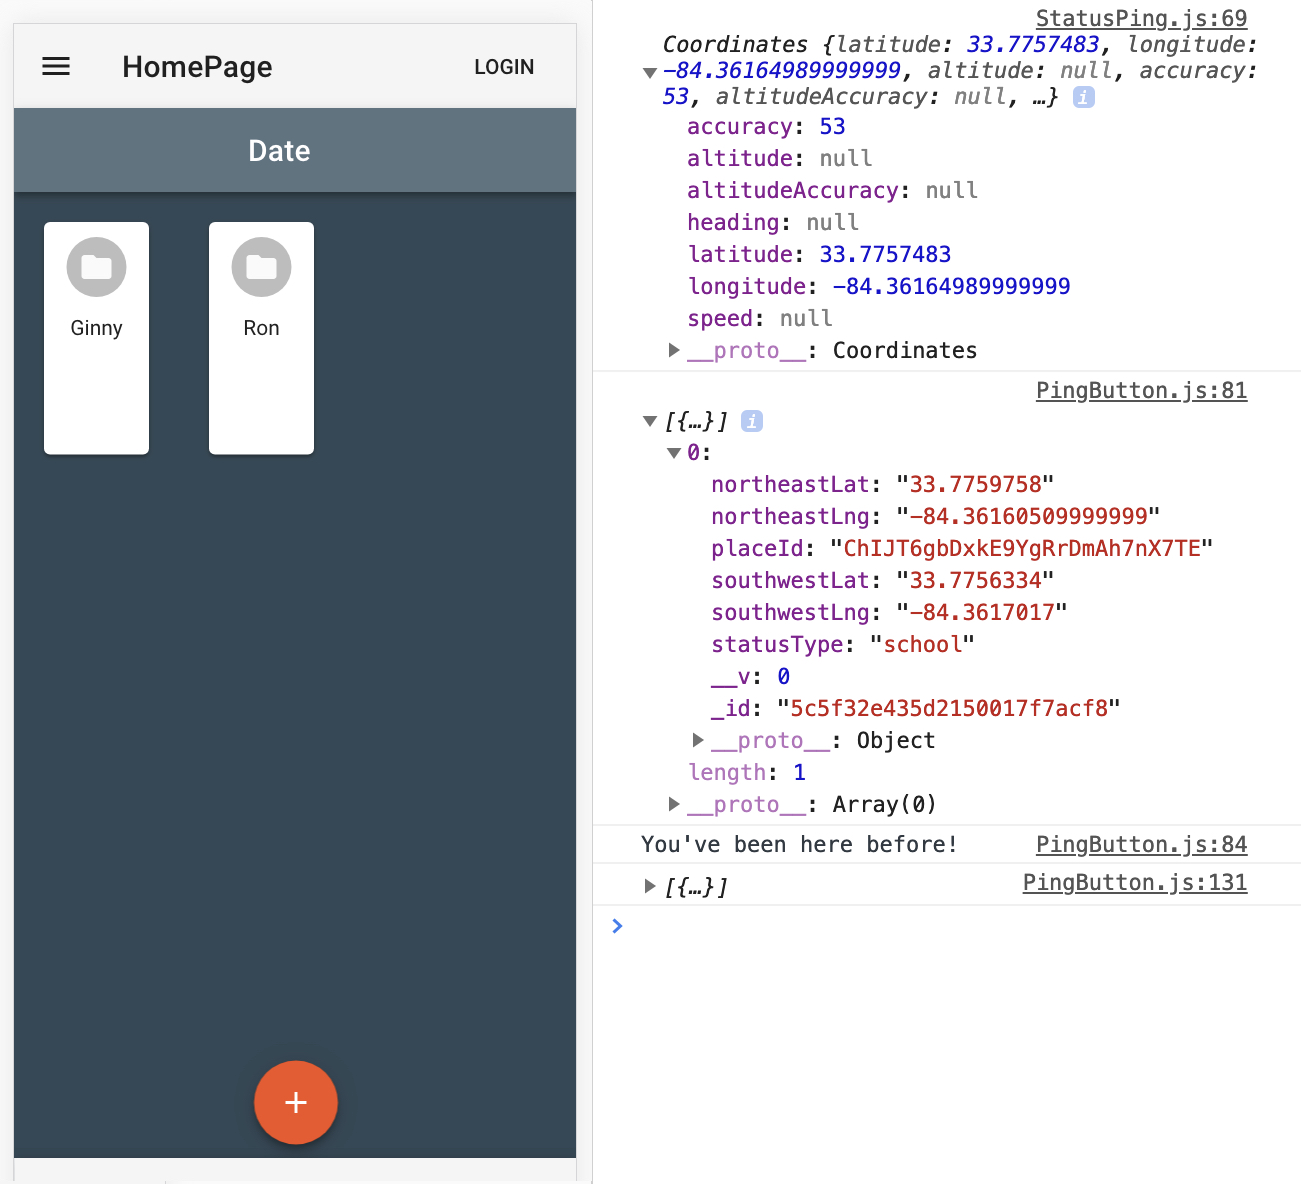 HomePage
LOGIN
Date
Ginny
Ron
+
StatusPing.js:69
Coordinates {latitude: 33.7757483, longitude:
-84.36164989999999, altitude: null, accuracy:
53, altitudeAccuracy: null, …} i
accuracy: 53
altitude: null
altitudeAccuracy: null
heading: null
latitude: 33.7757483
longitude: -84.36164989999999
speed: null
__proto__: Coordinates
PingButton.js:81
[{…}] i
0:
northeastLat: "33.7759758"
northeastLng: "-84.36160509999999"
placeId: "ChIJT6gbDxkE9YgRrDmAh7nX7TE"
southwestLat: "33.7756334"
southwestLng: "-84.3617017"
statusType: "school"
__v: 0
_id: "5c5f32e435d2150017f7acf8"
__proto__: Object
length: 1
__proto__: Array(0)
You've been here before! PingButton.js:84
[{…}] PingButton.js:131